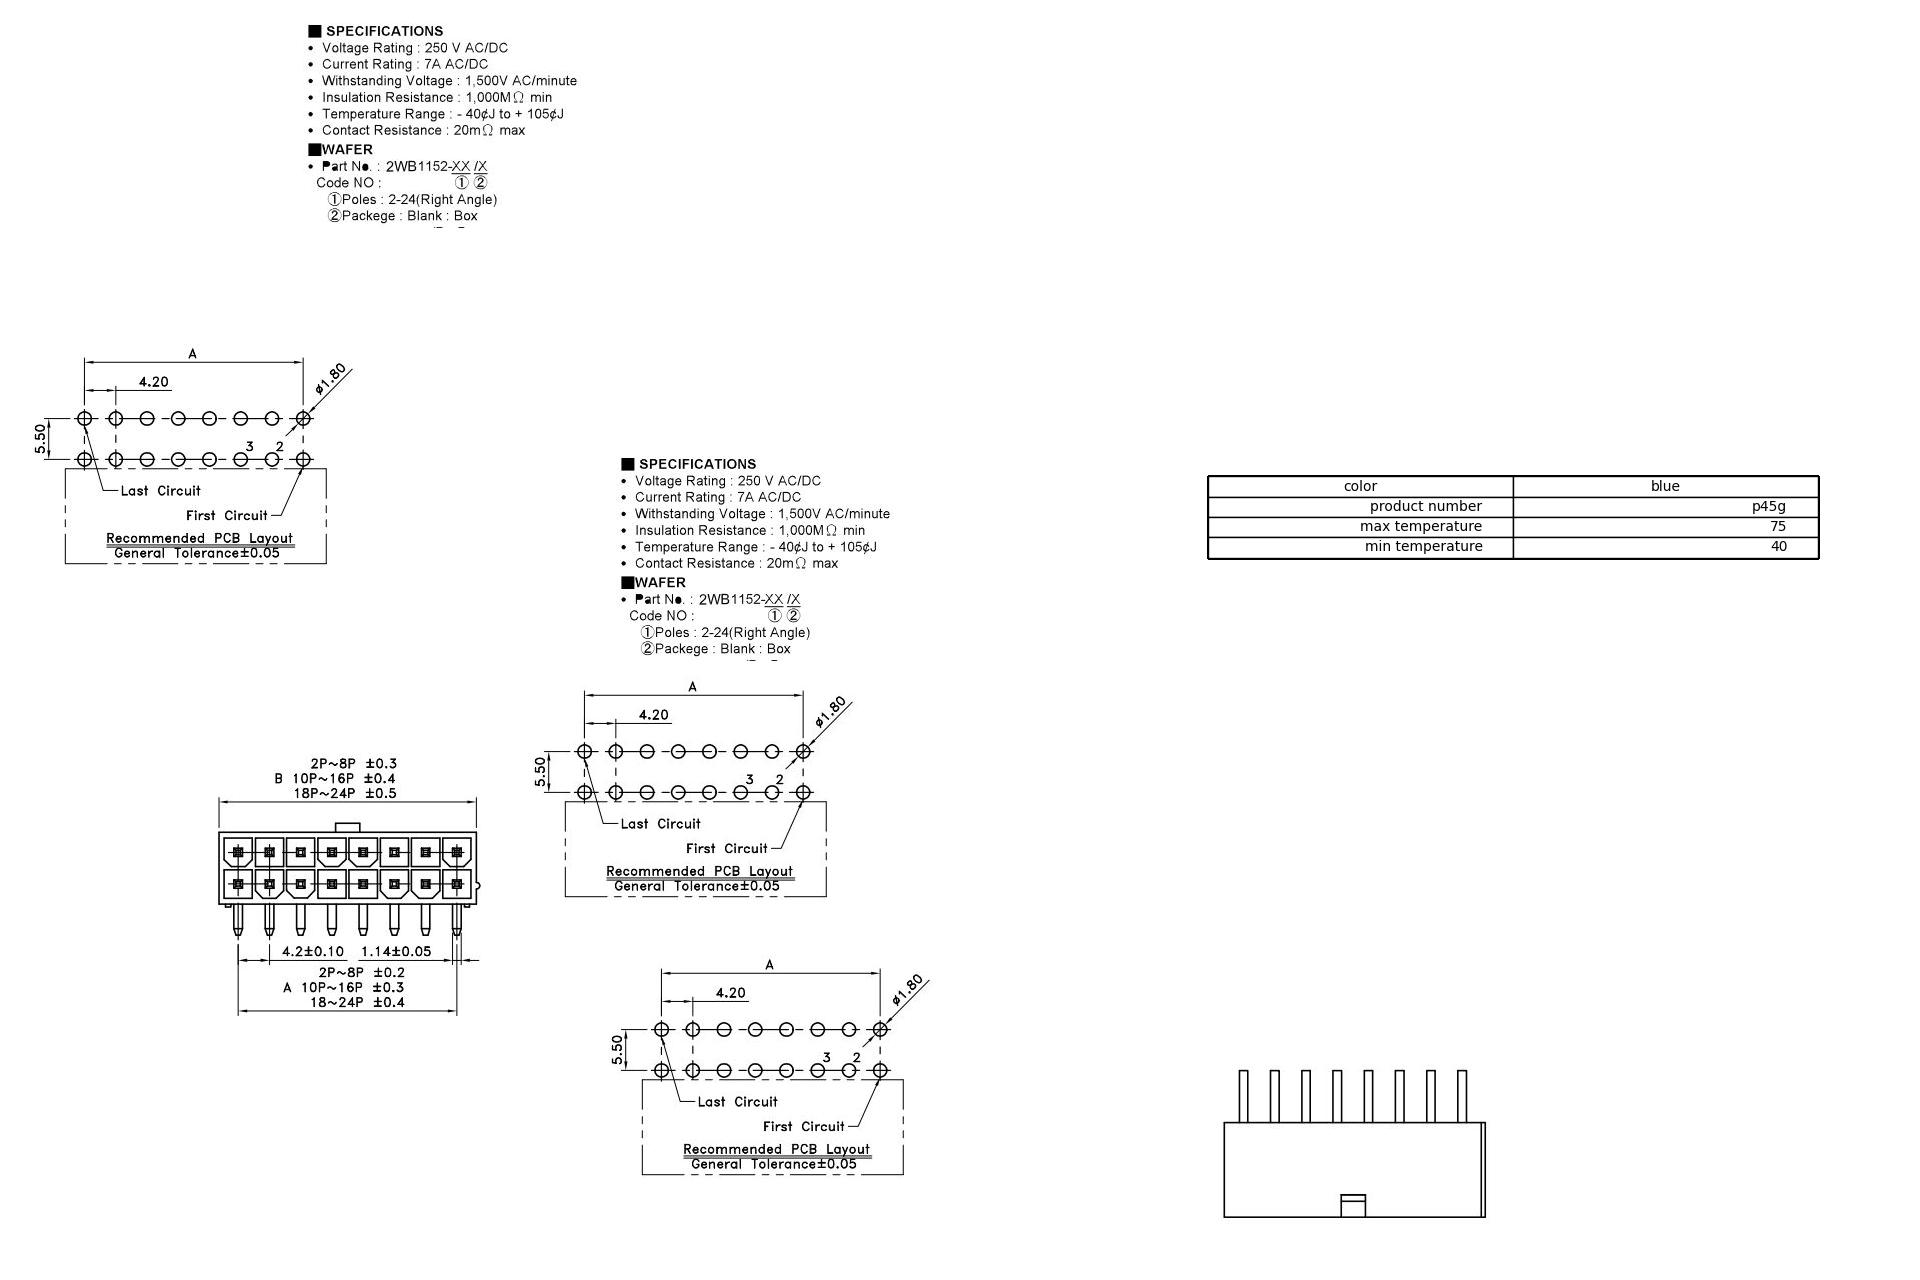 ■ SPECIFICATIONS
• Voltage Rating : 250 V AC/DC
• Current Rating : 7A AC/DC
• Withstanding Voltage : 1,500V AC/minute
• Insulation Resistance : 1,000MΩ min
• Temperature Range : - 40¢J to + 105¢J
• Contact Resistance : 20mΩ max
■WAFER
• Part No. : 2WB1152-XX /X
Code NO : ① ②
①Poles : 2-24(Right Angle)
②Packege : Blank : Box
A
4.20
ø1.80
5.50
3 2
Last Circuit
First Circuit
Recommended PCB Layout
General Tolerance±0.05
■ SPECIFICATIONS
• Voltage Rating : 250 V AC/DC
• Current Rating : 7A AC/DC
• Withstanding Voltage : 1,500V AC/minute
• Insulation Resistance : 1,000MΩ min
• Temperature Range : - 40¢J to + 105¢J
• Contact Resistance : 20mΩ max
■WAFER
• Part No. : 2WB1152-XX /X
Code NO : ① ②
①Poles : 2-24(Right Angle)
②Packege : Blank : Box
color blue
product number p45g
max temperature 75
min temperature 40
A
4.20
ø1.80
5.50
3 2
Last Circuit
First Circuit
Recommended PCB Layout
General Tolerance±0.05
2P~8P ±0.3
B 10P~16P ±0.4
18P~24P ±0.5
4.2±0.10 1.14±0.05
2P~8P ±0.2
A 10P~16P ±0.3
18~24P ±0.4
A
4.20
ø1.80
5.50
3 2
Last Circuit
First Circuit
Recommended PCB Layout
General Tolerance±0.05